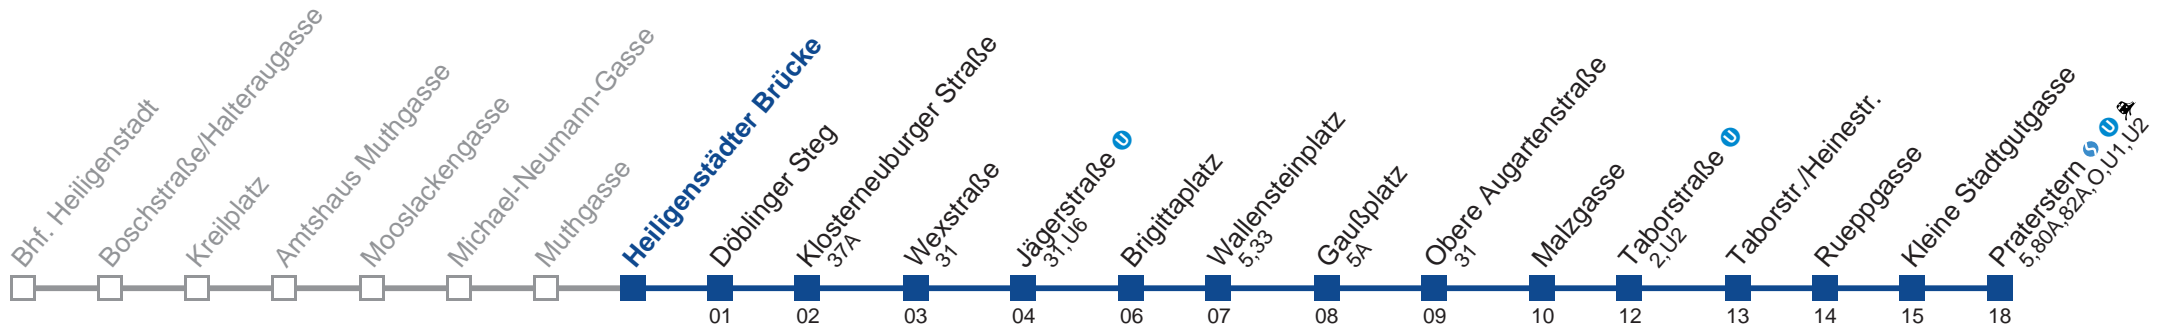 Bhf. Heiligenstadt
Boschstraße/Halteraugasse
Kreilplatz
Amtshaus Muthgasse
Mooslackengasse
Michael-Neumann-Gasse
Muthgasse
Heiligenstädter Brücke
Döblinger Steg
Klosterneuburger Straße
37A
Wexstraße
31
Jägerstraße U
31,U6
Brigittaplatz
Wallensteinplatz
5,33
Gaußplatz
5A
Obere Augartenstraße
31
Malzgasse
Taborstraße U
2,U2
Taborstr./Heinestr.
Rueppgasse
Kleine Stadtgutgasse
Praterstern S U
5,80A,82A,O,U1,U2
01 02 03 04 06 07 08 09 10 12 13 14 15 18